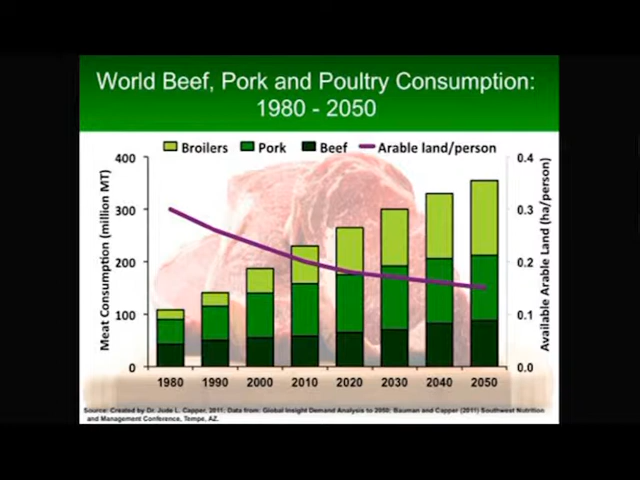 World Beef, Pork and Poultry Consumption:
1980 - 2050
Broilers Pork Beef Arable land/person
400 0.4
300 0.3
200 0.2
100 0.1
0 0.0
Meat Consumption (million MT)
Available Arable Land (ha/person)
1980 1990 2000 2010 2020 2030 2040 2050
Source: Created by Dr. Jude L. Capper, 2011; Data from: Global Insight Demand Analysis to 2050; Bauman and Capper (2011) Southwest Nutrition
and Management Conference, Tempe, AZ.